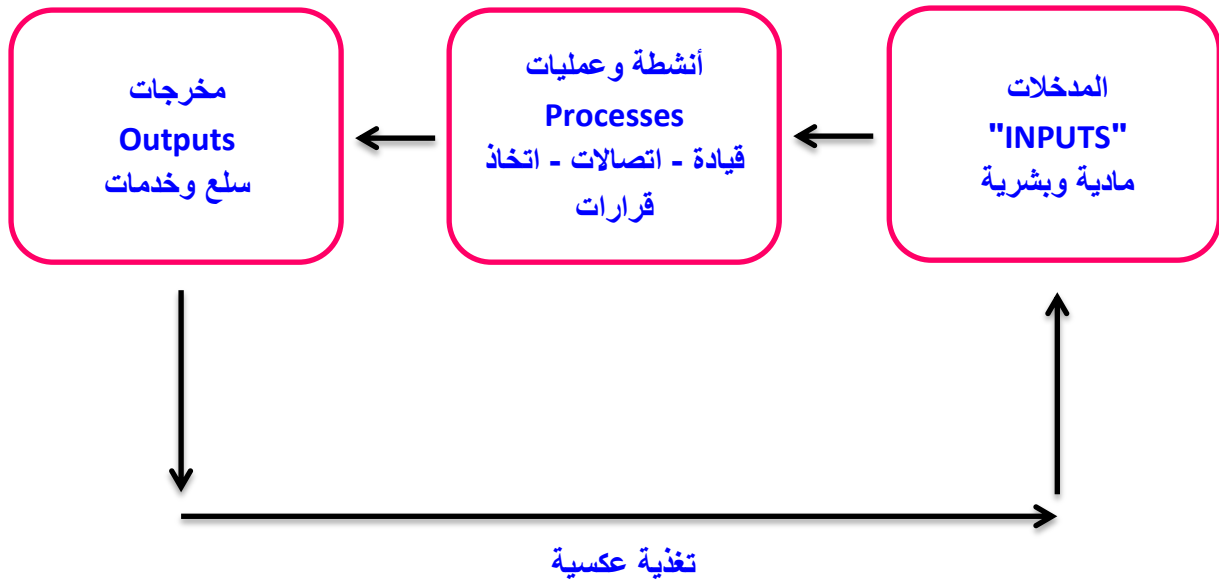 المدخلات
"INPUTS"
مادية وبشرية
أنشطة وعمليات
Processes
قيادة - اتصالات - اتخاذ
قرارات
مخرجات
Outputs
سلع وخدمات
تغذية عكسية